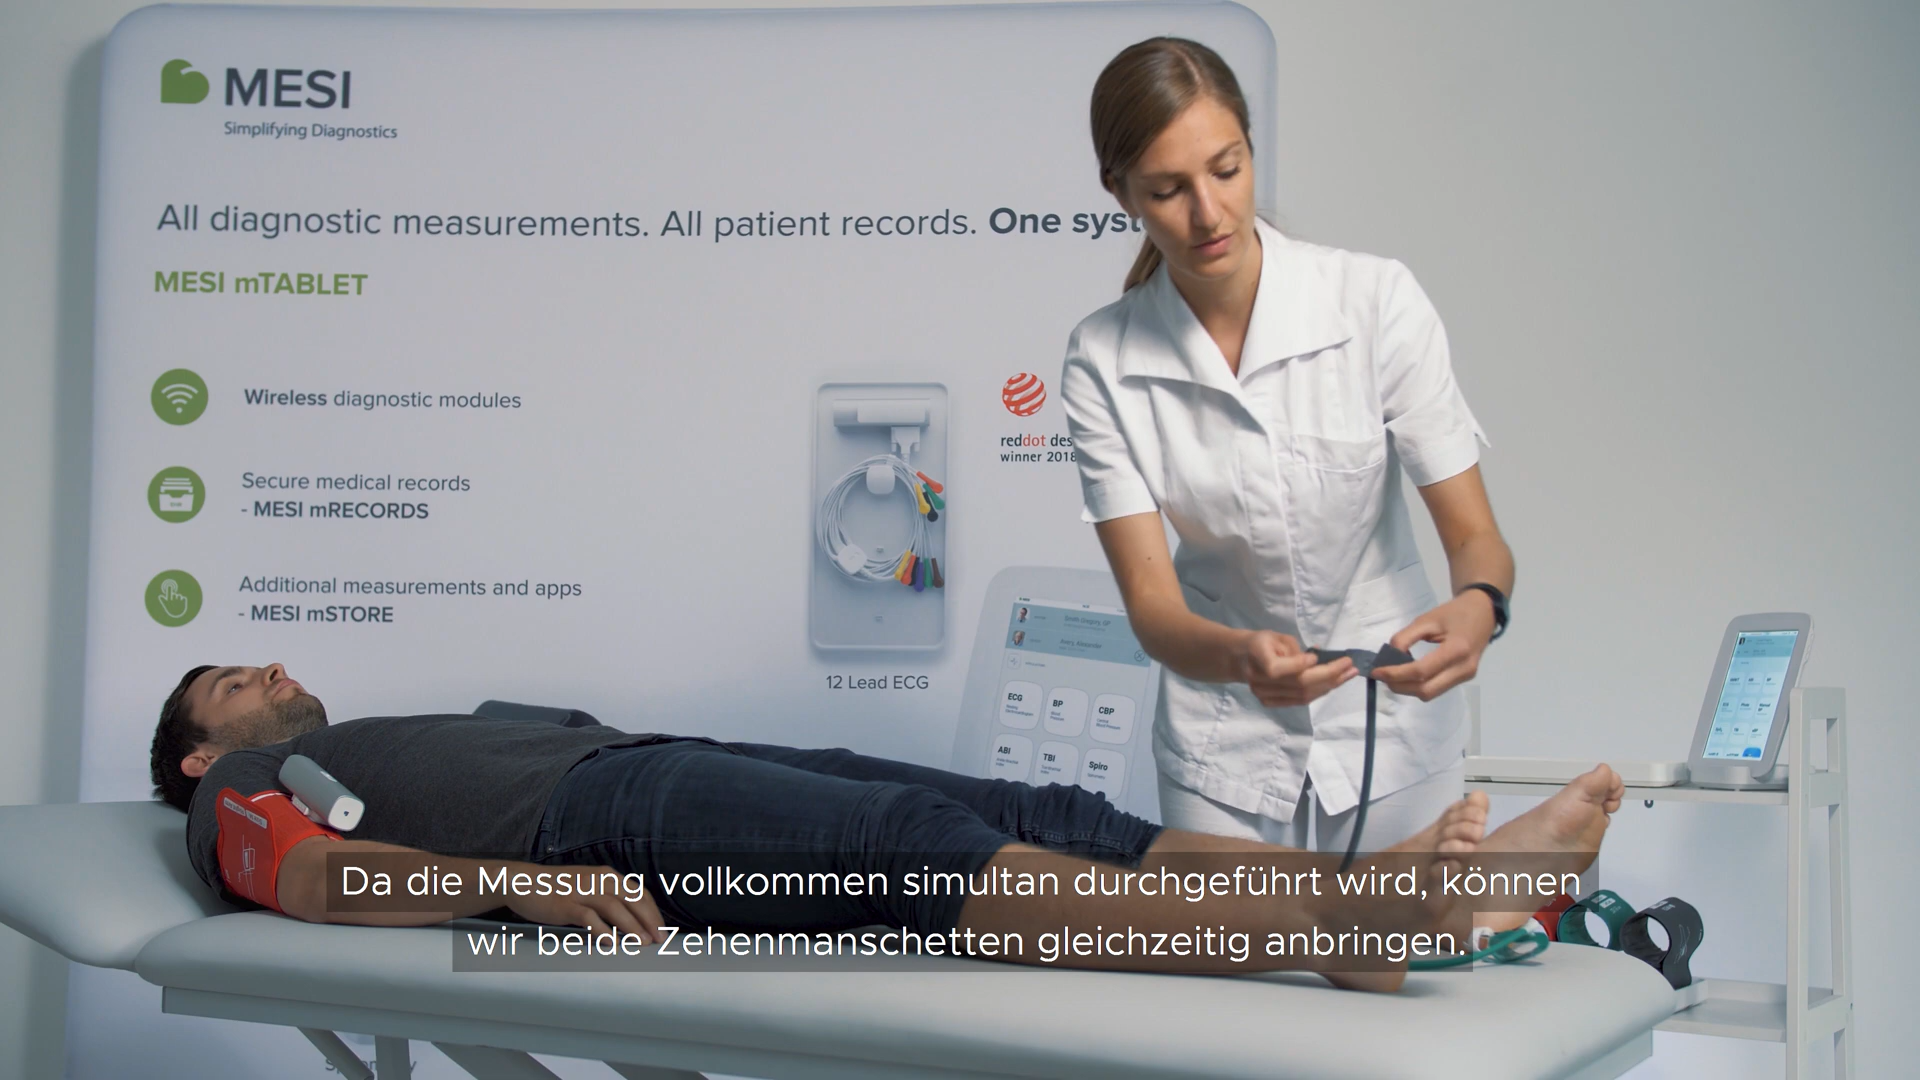 MESI
Simplifying Diagnostics
All diagnostic measurements. All patient records. One syst
MESI mTABLET
Wireless diagnostic modules
Secure medical records
- MESI mRECORDS
Additional measurements and apps
- MESI mSTORE
reddot des
winner 2018
12 Lead ECG
ECG
BP
CBP
ABI
TBI
Spiro
Da die Messung vollkommen simultan durchgeführt wird, können
wir beide Zehenmanschetten gleichzeitig anbringen.